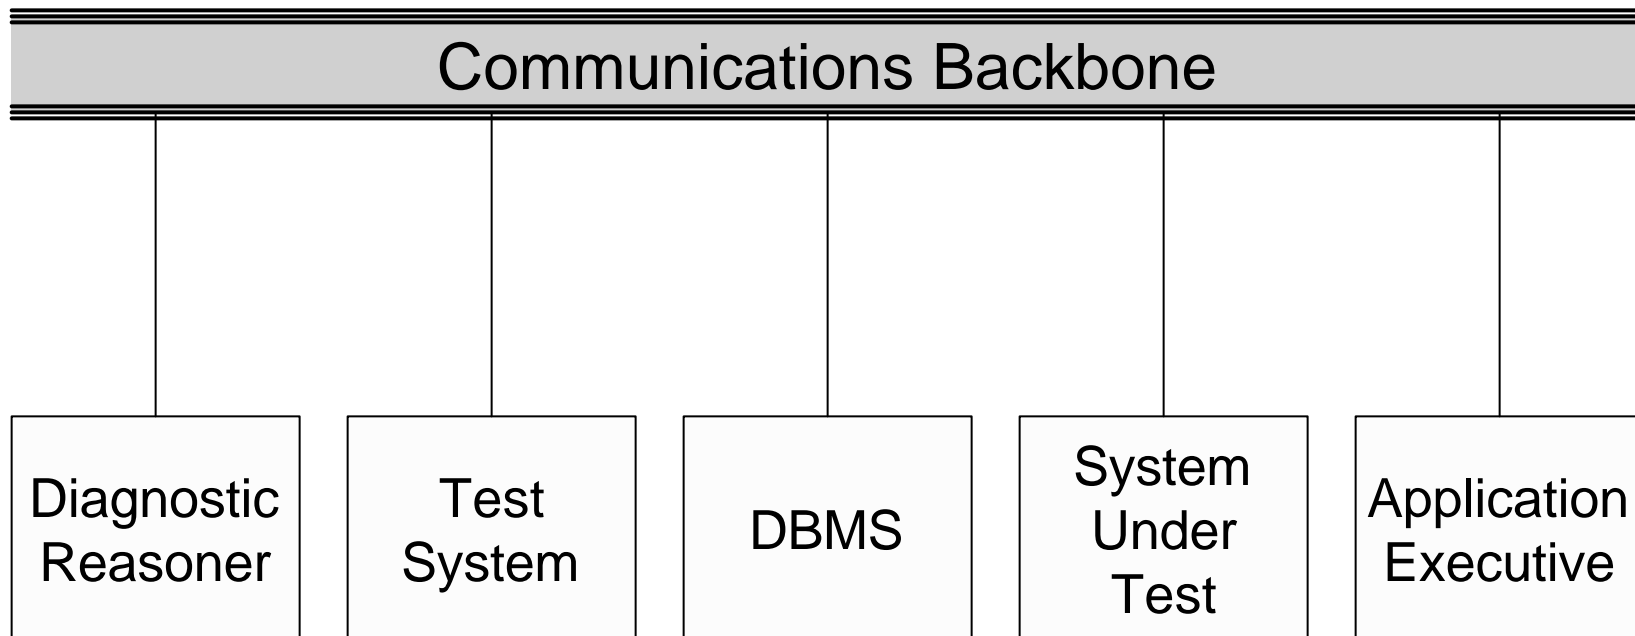 Communications Backbone
Diagnostic
Reasoner
Test
System
DBMS
System
Under
Test
Application
Executive